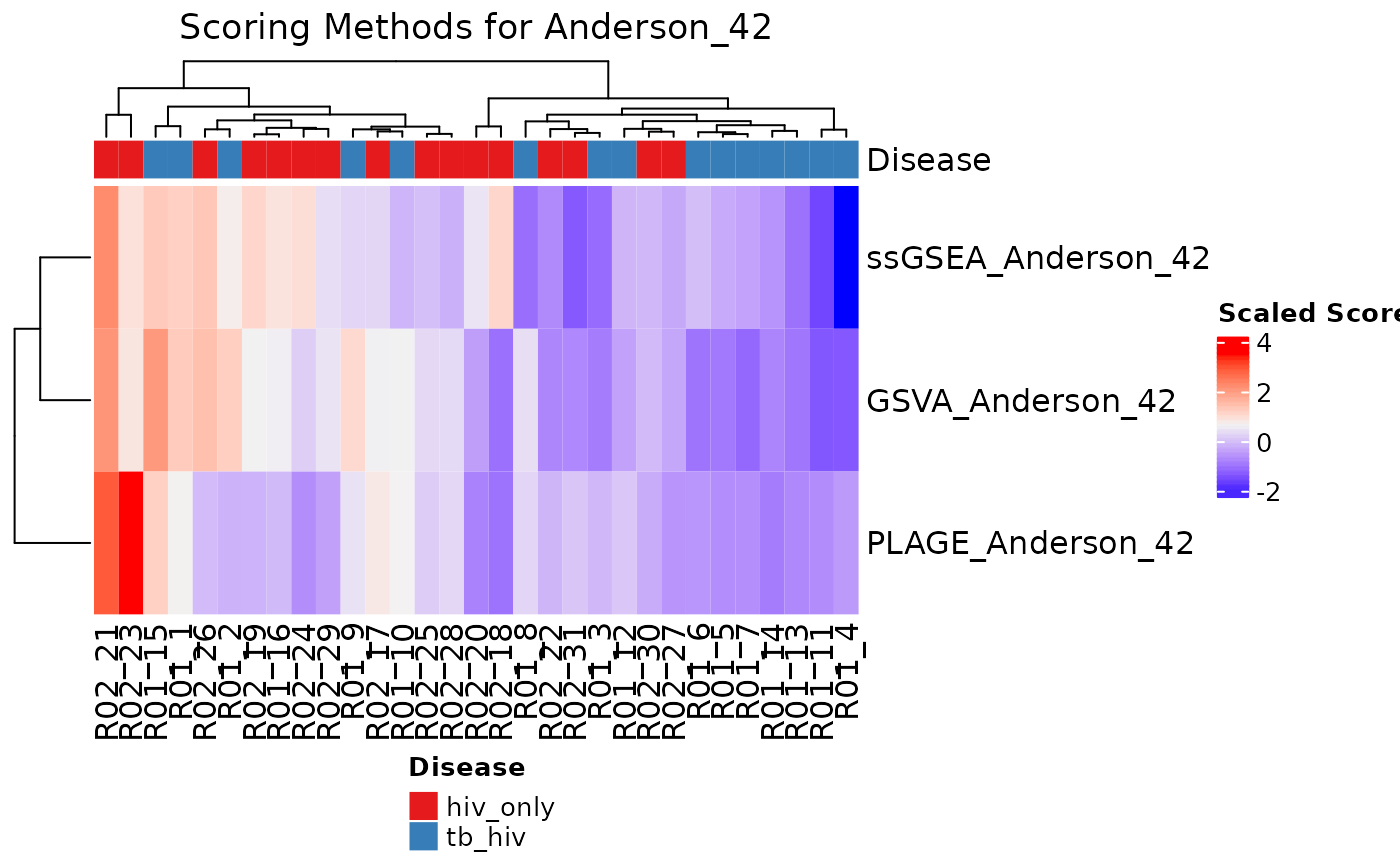 Scoring Methods for Anderson_42
Disease
ssGSEA_Anderson_42
GSVA_Anderson_42
PLAGE_Anderson_42
Scaled Score
4
2
0
-2
R02_21
R02_23
R01_15
R01_1
R02_26
R01_2
R02_19
R01_16
R02_24
R02_29
R01_9
R02_17
R01_10
R02_25
R02_28
R02_20
R02_18
R01_8
R02_22
R02_31
R01_3
R01_12
R02_30
R02_27
R01_6
R01_5
R01_7
R01_14
R01_13
R01_11
R01_4
Disease
hiv_only
tb_hiv